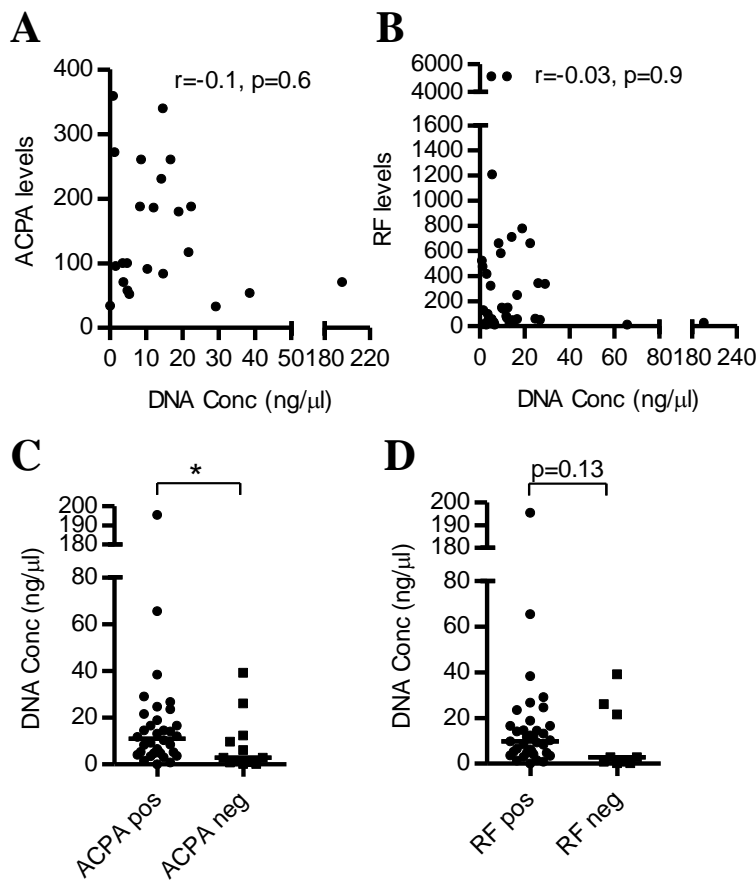 A
r=-0.1, p=0.6
ACPA levels
400
300
200
100
0
0 10 20 30 40 50 180 220
DNA Conc (ng/µl)
B
r=-0.03, p=0.9
RF levels
6000
4000
1600
1400
1200
1000
800
600
400
200
0
0 20 40 60 80 180 240
DNA Conc (ng/µl)
C
*
DNA Conc (ng/µl)
200
190
180
80
60
40
20
0
ACPA pos
ACPA neg
D
p=0.13
DNA Conc (ng/µl)
200
190
180
80
60
40
20
0
RF pos
RF neg